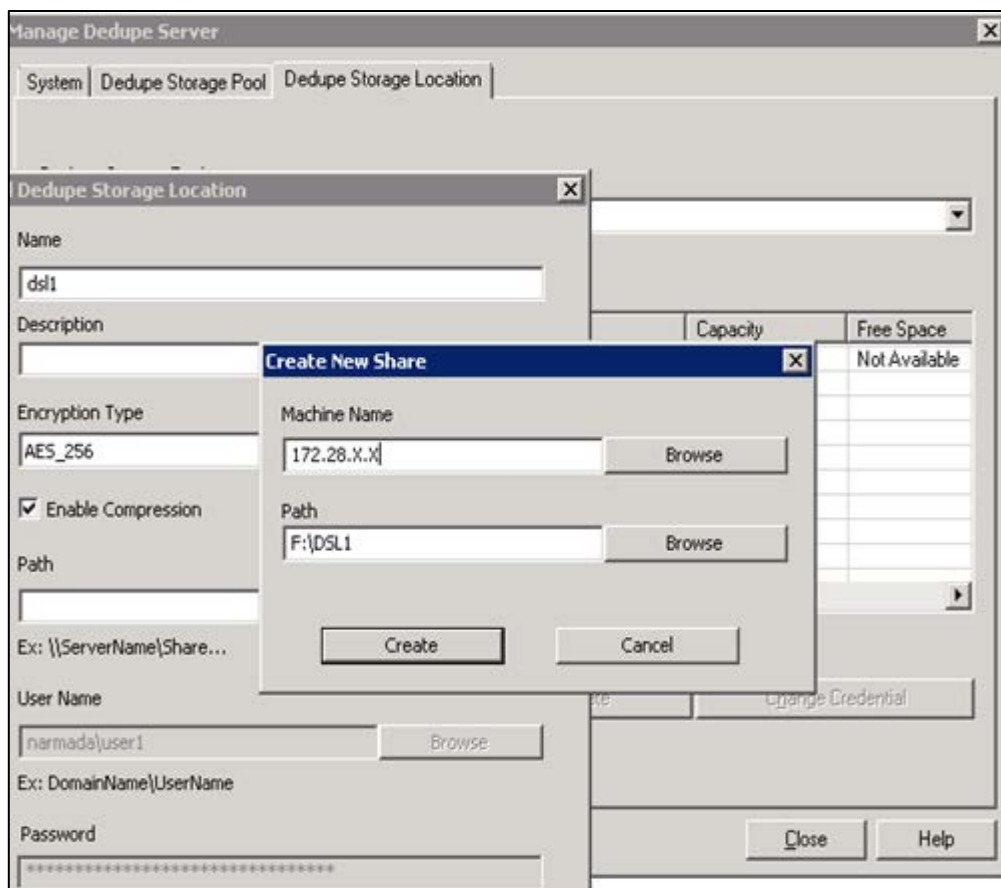 Manage Dedupe Server
System
Dedupe Storage Pool
Dedupe Storage Location
Dedupe Storage Location
Name
dsl1
Description
Encryption Type
AES_256
Enable Compression
Path
Ex: \\ServerName\Share...
User Name
narmada\user1
Browse
Ex: DomainName\UserName
Password
********************************
Create New Share
Machine Name
172.28.X.X
Browse
Path
F:\DSL1
Browse
Create
Cancel
Capacity
Free Space
Not Available
Change Credential
Close
Help